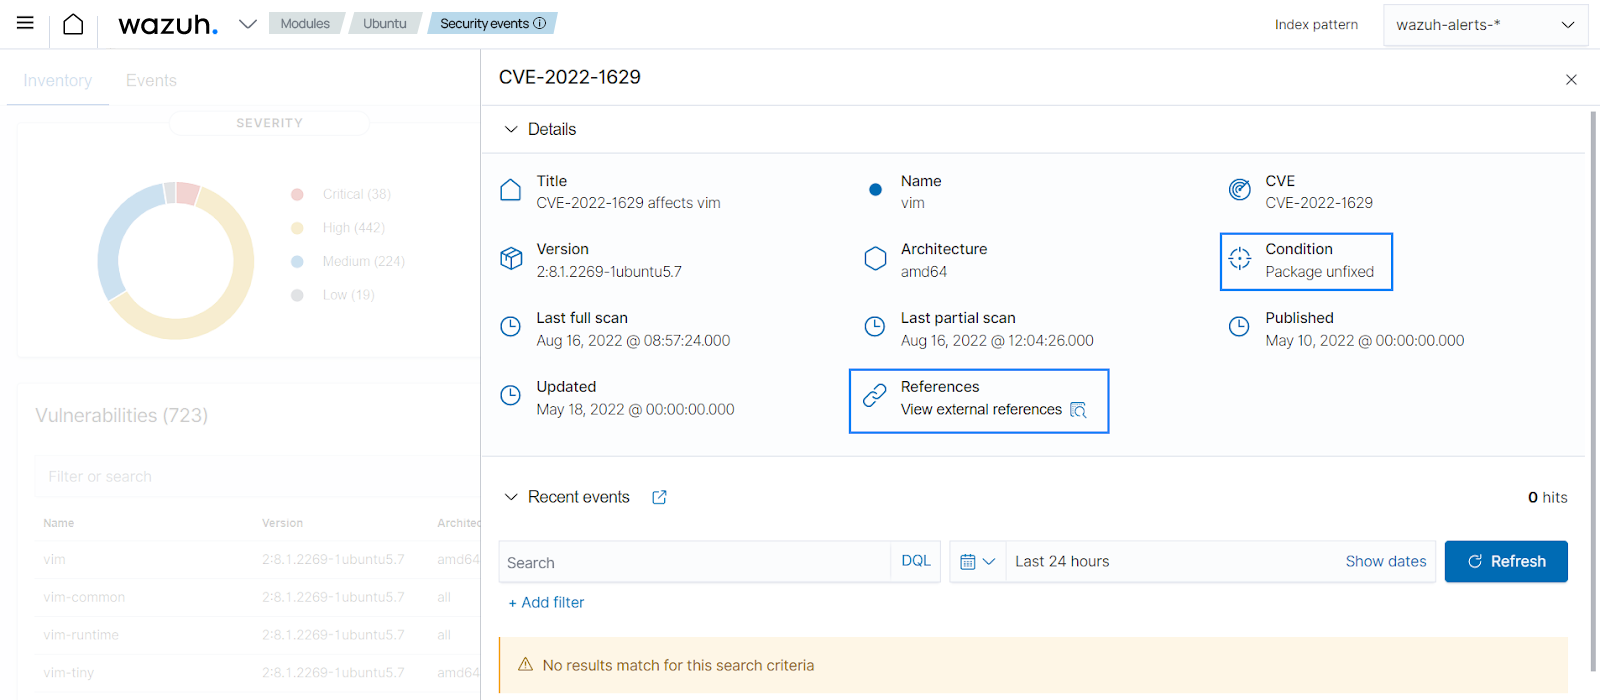 wazuh.
Modules
Ubuntu
Security events
Index pattern
wazuh-alerts-*
Inventory
Events
SEVERITY
Critical (38)
High (442)
Medium (224)
Low (19)
Vulnerabilities (723)
Filter or search
Name Version Architec
vim 2:8.1.2269-1ubuntu5.7 amd64
vim-common 2:8.1.2269-1ubuntu5.7 all
vim-runtime 2:8.1.2269-1ubuntu5.7 all
vim-tiny 2:8.1.2269-1ubuntu5.7 amd64
CVE-2022-1629
Details
Title
CVE-2022-1629 affects vim
Name
vim
CVE
CVE-2022-1629
Version
2:8.1.2269-1ubuntu5.7
Architecture
amd64
Condition
Package unfixed
Last full scan
Aug 16, 2022 @ 08:57:24.000
Last partial scan
Aug 16, 2022 @ 12:04:26.000
Published
May 10, 2022 @ 00:00:00.000
Updated
May 18, 2022 @ 00:00:00.000
References
View external references
Recent events
0 hits
Search
DQL
Last 24 hours
Show dates
Refresh
+ Add filter
No results match for this search criteria